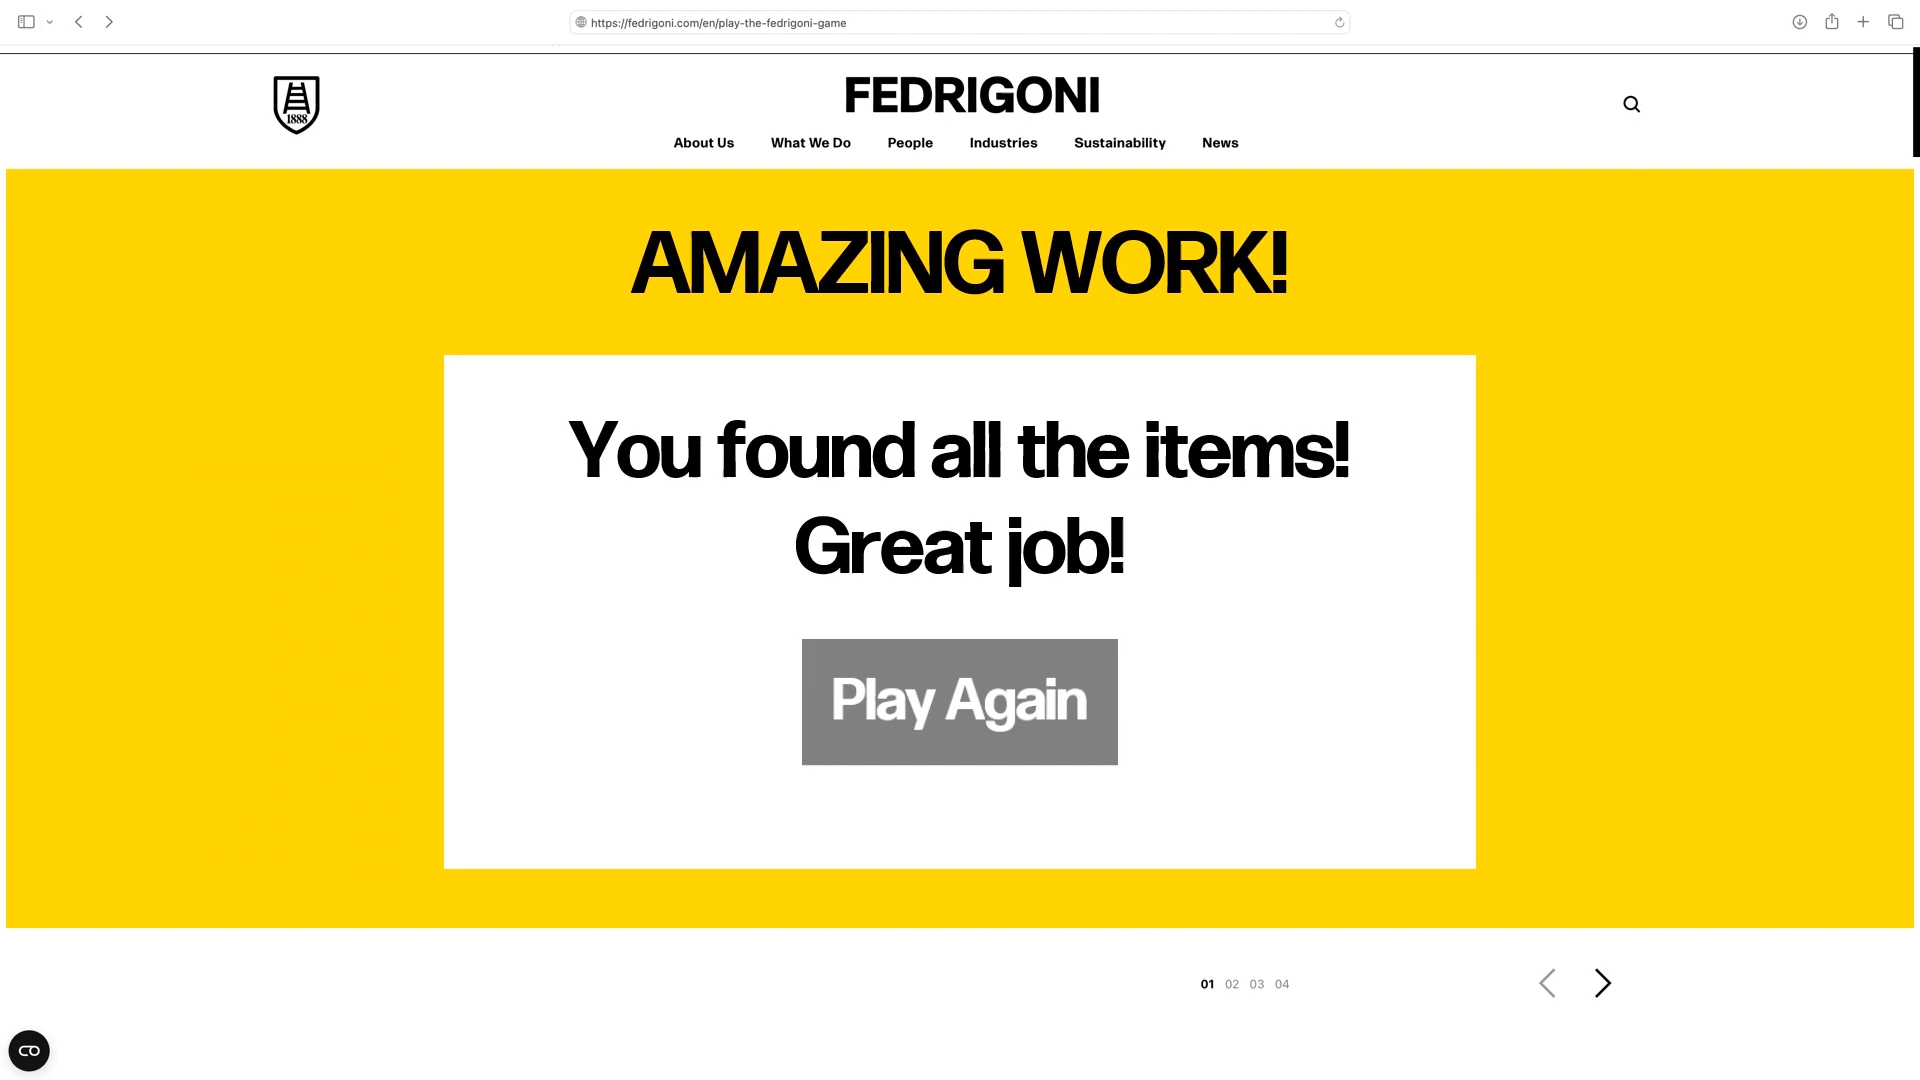 https://fedrigoni.com/en/play-the-fedrigoni-game
1888
FEDRIGONI
About Us What We Do People Industries Sustainability News
AMAZING WORK!
You found all the items!
Great job!
Play Again
01 02 03 04